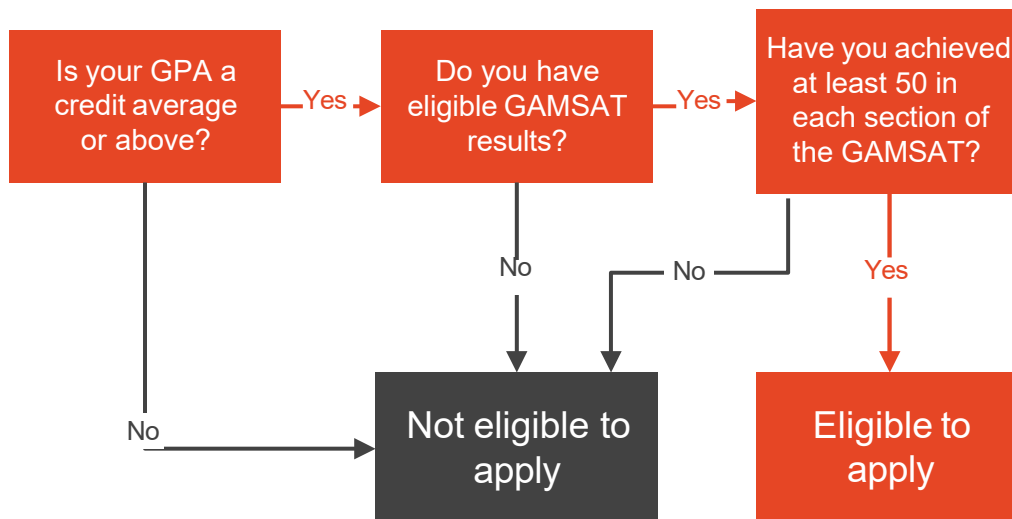 Is your GPA a
credit average
or above?
Yes
Do you have
eligible GAMSAT
results?
Yes
Have you achieved
at least 50 in
each section of
the GAMSAT?
No
No
Yes
No
Not eligible to
apply
Eligible to
apply